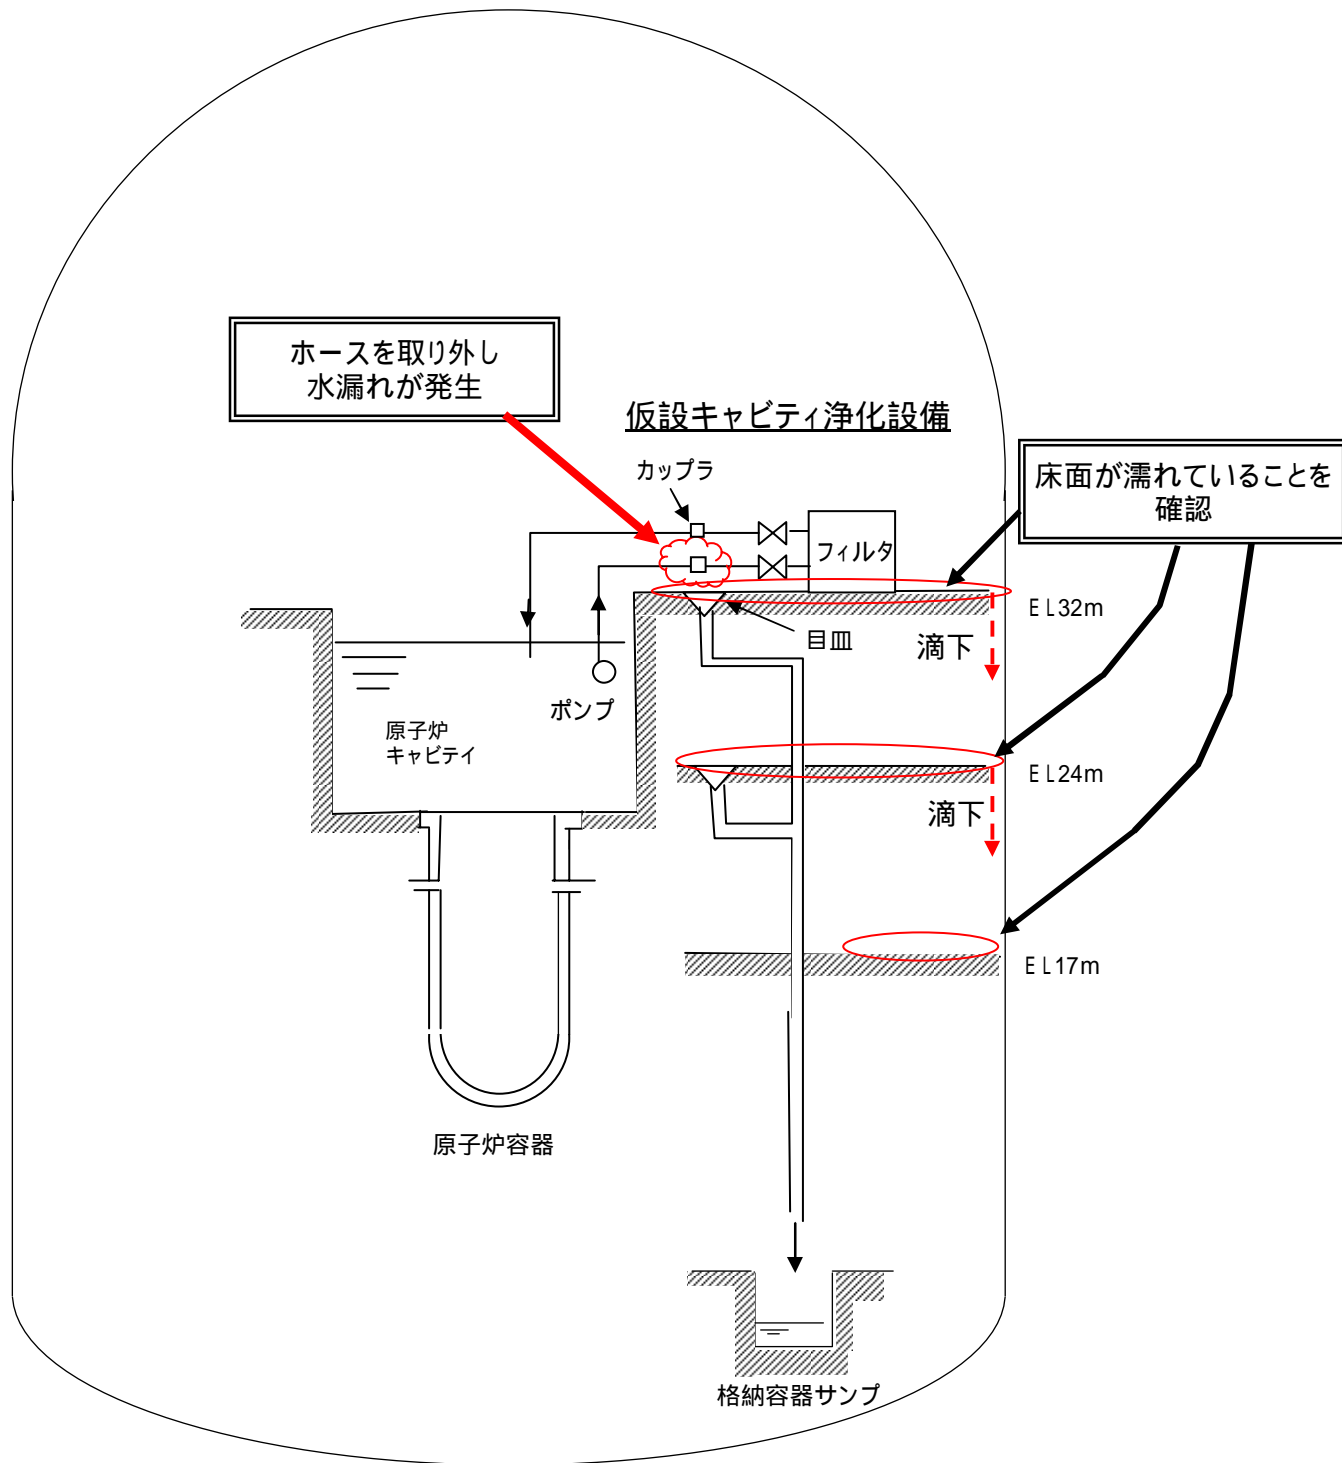 ホースを取り外し
水漏れが発生
仮設キャビティ浄化設備
カップラ
床面が濡れていることを
確認
フィルタ
EL32m
目皿
滴下
ポンプ
原子炉
キャビテイ
EL24m
滴下
EL17m
原子炉容器
格納容器サンプ